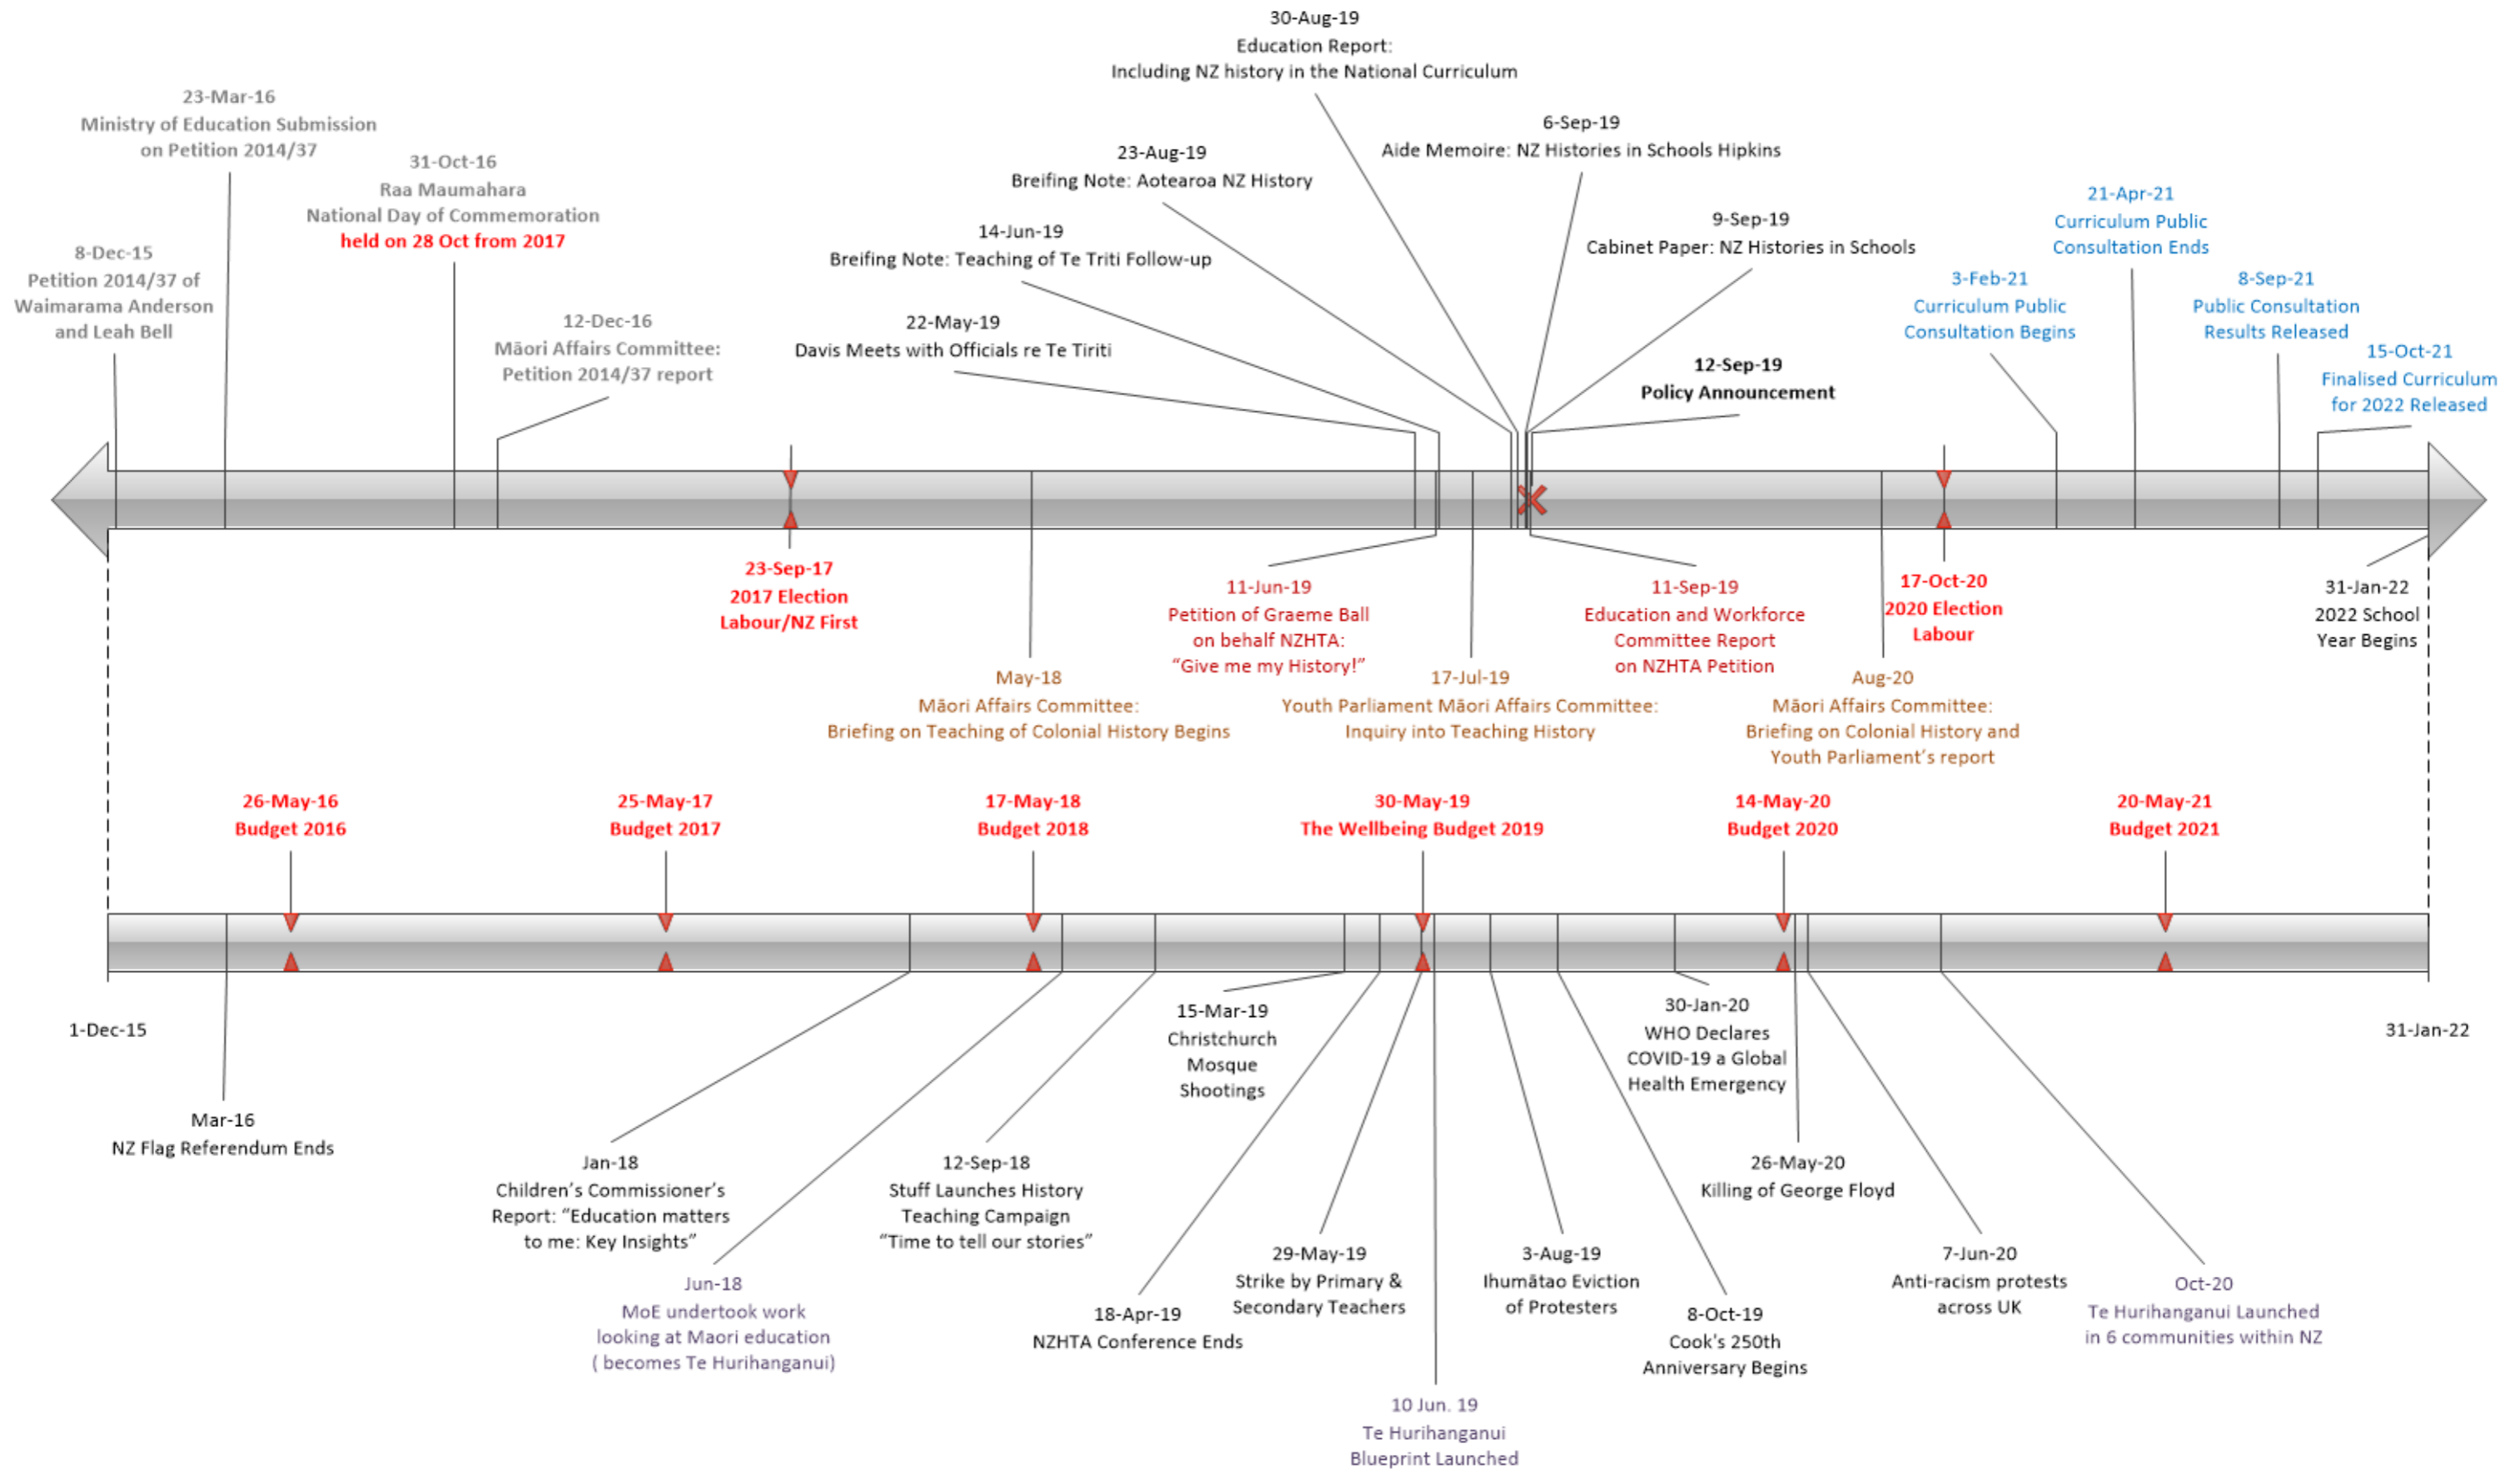 30-Aug-19
Education Report:
Including NZ history in the National Curriculum
23-Mar-16
Ministry of Education Submission
on Petition 2014/37
6-Sep-19
Aide Memoire: NZ Histories in Schools Hipkins
31-Oct-16
Raa Maumahara
National Day of Commemoration
held on 28 Oct from 2017
23-Aug-19
Breifing Note: Aotearoa NZ History
21-Apr-21
Curriculum Public
Consultation Ends
9-Sep-19
Cabinet Paper: NZ Histories in Schools
14-Jun-19
Breifing Note: Teaching of Te Triti Follow-up
8-Dec-15
Petition 2014/37 of
Waimarama Anderson
and Leah Bell
3-Feb-21
Curriculum Public
Consultation Begins
8-Sep-21
Public Consultation
Results Released
12-Dec-16
Māori Affairs Committee:
Petition 2014/37 report
22-May-19
Davis Meets with Officials re Te Tiriti
12-Sep-19
Policy Announcement
15-Oct-21
Finalised Curriculum
for 2022 Released
23-Sep-17
2017 Election
Labour/NZ First
11-Jun-19
Petition of Graeme Ball
on behalf NZHTA:
“Give me my History!”
11-Sep-19
Education and Workforce
Committee Report
on NZHTA Petition
17-Oct-20
2020 Election
Labour
31-Jan-22
2022 School
Year Begins
May-18
Māori Affairs Committee:
Briefing on Teaching of Colonial History Begins
17-Jul-19
Youth Parliament Māori Affairs Committee:
Inquiry into Teaching History
Aug-20
Māori Affairs Committee:
Briefing on Colonial History and
Youth Parliament’s report
26-May-16
Budget 2016
25-May-17
Budget 2017
17-May-18
Budget 2018
30-May-19
The Wellbeing Budget 2019
14-May-20
Budget 2020
20-May-21
Budget 2021
1-Dec-15
31-Jan-22
15-Mar-19
Christchurch
Mosque
Shootings
30-Jan-20
WHO Declares
COVID-19 a Global
Health Emergency
Mar-16
NZ Flag Referendum Ends
Jan-18
Children’s Commissioner’s
Report: “Education matters
to me: Key Insights”
12-Sep-18
Stuff Launches History
Teaching Campaign
“Time to tell our stories”
26-May-20
Killing of George Floyd
Jun-18
MoE undertook work
looking at Maori education
( becomes Te Hurihanganui)
18-Apr-19
NZHTA Conference Ends
29-May-19
Strike by Primary &
Secondary Teachers
3-Aug-19
Ihumātao Eviction
of Protesters
8-Oct-19
Cook's 250th
Anniversary Begins
7-Jun-20
Anti-racism protests
across UK
Oct-20
Te Hurihanganui Launched
in 6 communities within NZ
10 Jun. 19
Te Hurihanganui
Blueprint Launched